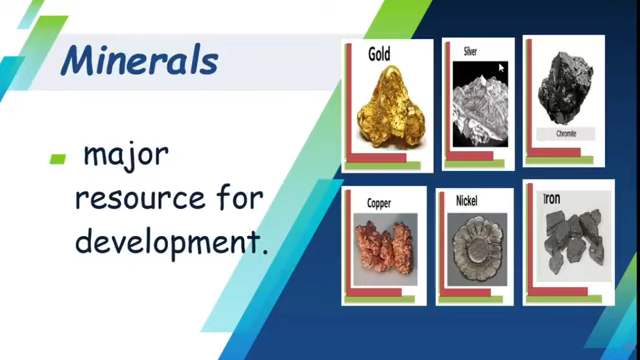 Minerals
major
resource for
development.
Gold
Silver
Chromite
Copper
Nickel
Iron